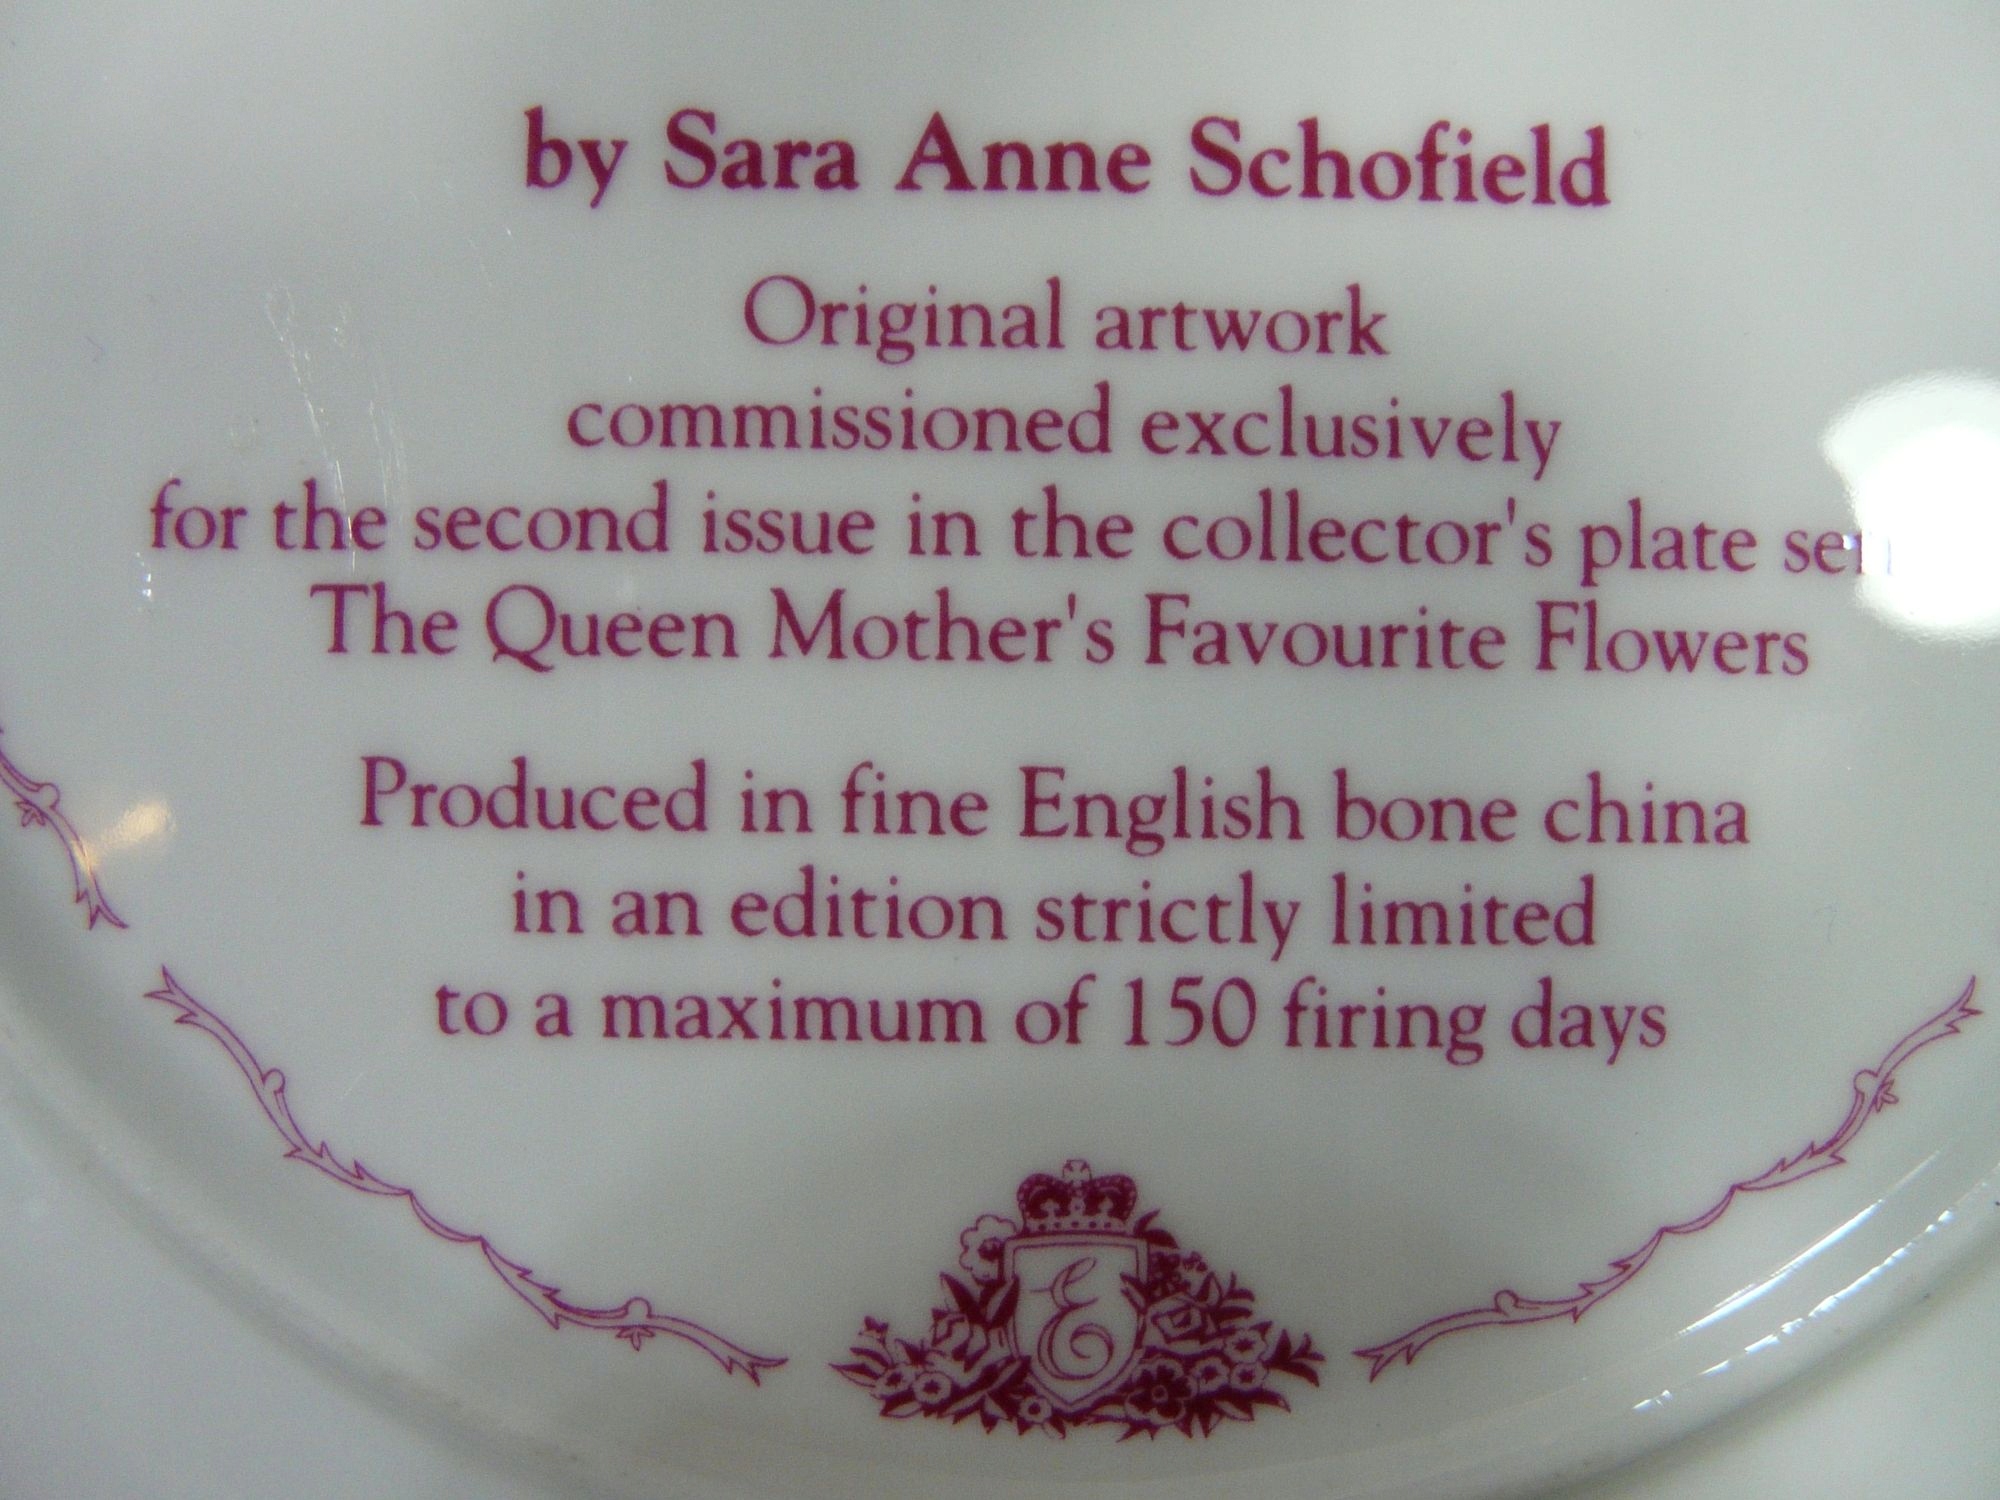 by Sara Anne Schofield
Original artwork
commissioned exclusively
for the second issue in the collector's plate
The Queen Mother's Favourite Flowers
Produced in fine English bone china
in an edition strictly limited
to a maximum of 150 firing days
E